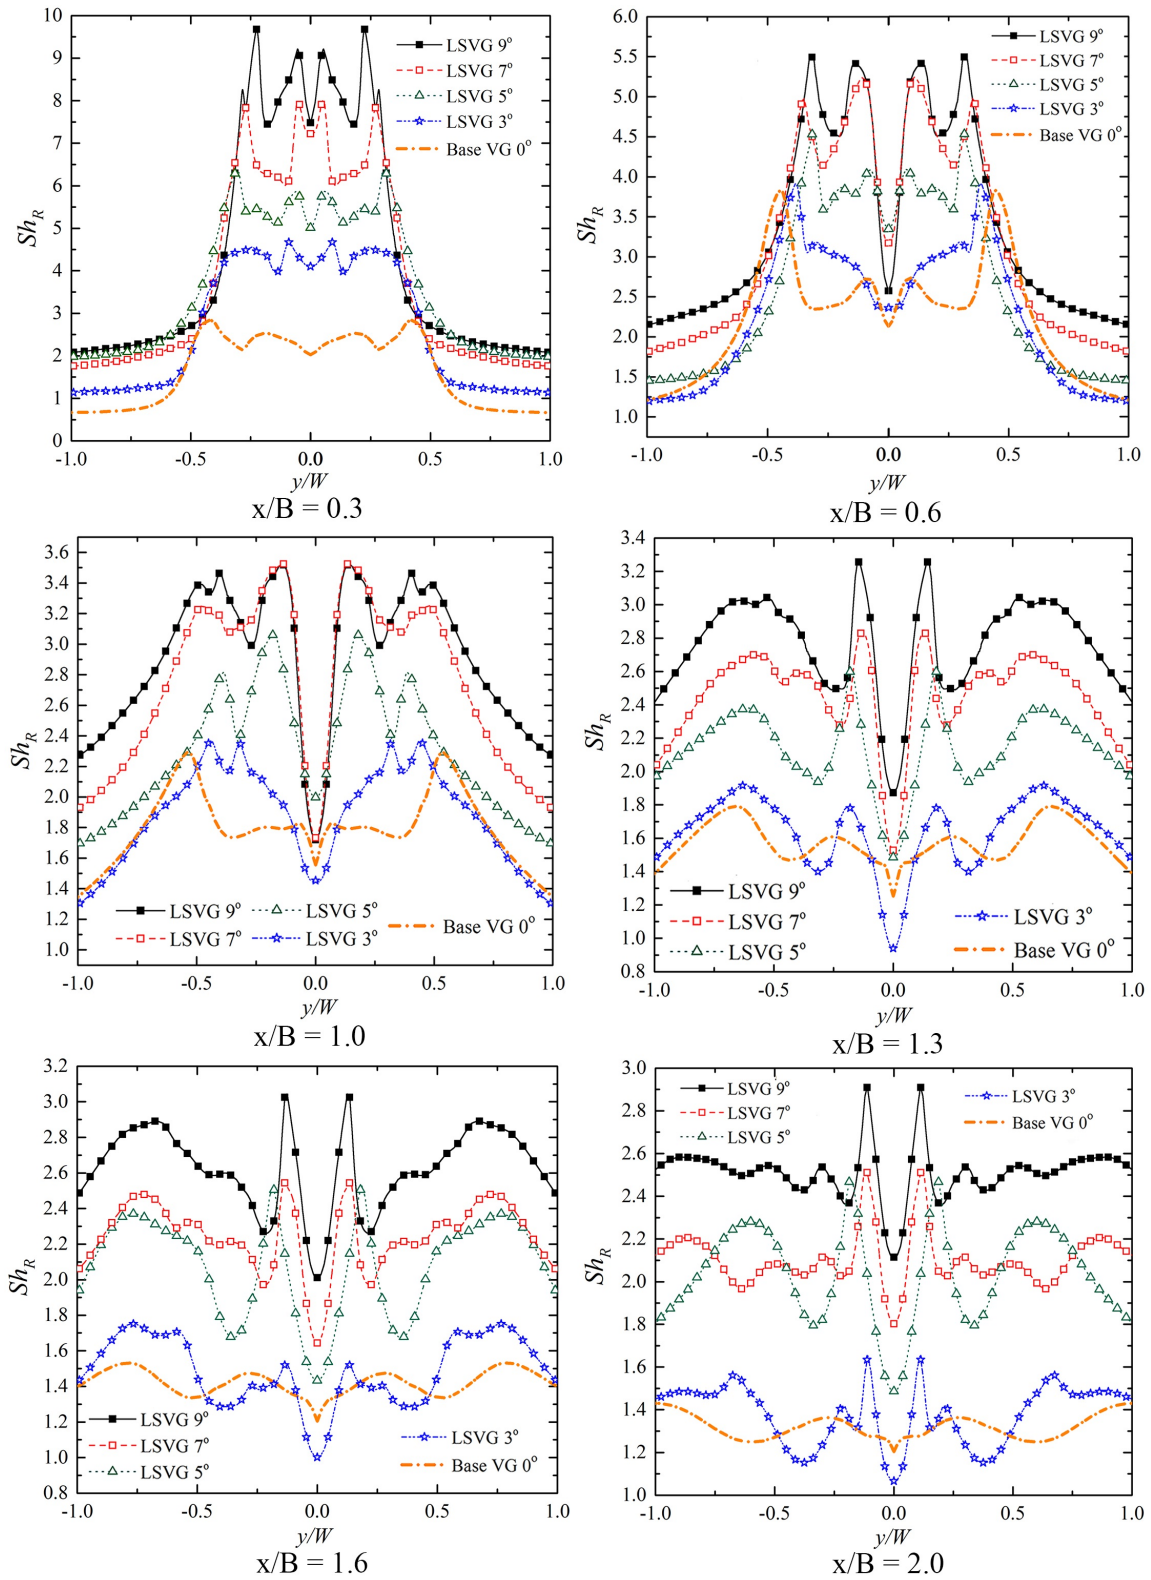 10
9
8
7
6
5
4
3
2
1
0
Sh_R
LSVG 9°
LSVG 7°
LSVG 5°
LSVG 3°
Base VG 0°
-1.0 -0.5 0.0 0.5 1.0
y/W
x/B = 0.3
6.0
5.5
5.0
4.5
4.0
3.5
3.0
2.5
2.0
1.5
1.0
Sh_R
LSVG 9°
LSVG 7°
LSVG 5°
LSVG 3°
Base VG 0°
-1.0 -0.5 0.0 0.5 1.0
y/W
x/B = 0.6
3.6
3.4
3.2
3.0
2.8
2.6
2.4
2.2
2.0
1.8
1.6
1.4
1.2
1.0
Sh_R
LSVG 9° LSVG 5°
LSVG 7° LSVG 3° Base VG 0°
-1.0 -0.5 0.0 0.5 1.0
y/W
x/B = 1.0
3.4
3.2
3.0
2.8
2.6
2.4
2.2
2.0
1.8
1.6
1.4
1.2
1.0
0.8
Sh_R
LSVG 9°
LSVG 7°
LSVG 5°
LSVG 3°
Base VG 0°
-1.0 -0.5 0.0 0.5 1.0
y/W
x/B = 1.3
3.2
3.0
2.8
2.6
2.4
2.2
2.0
1.8
1.6
1.4
1.2
1.0
0.8
Sh_R
LSVG 9°
LSVG 7°
LSVG 5°
LSVG 3°
Base VG 0°
-1.0 -0.5 0.0 0.5 1.0
y/W
x/B = 1.6
3.0
2.8
2.6
2.4
2.2
2.0
1.8
1.6
1.4
1.2
1.0
Sh_R
LSVG 9°
LSVG 7°
LSVG 5°
LSVG 3°
Base VG 0°
-1.0 -0.5 0.0 0.5 1.0
y/W
x/B = 2.0